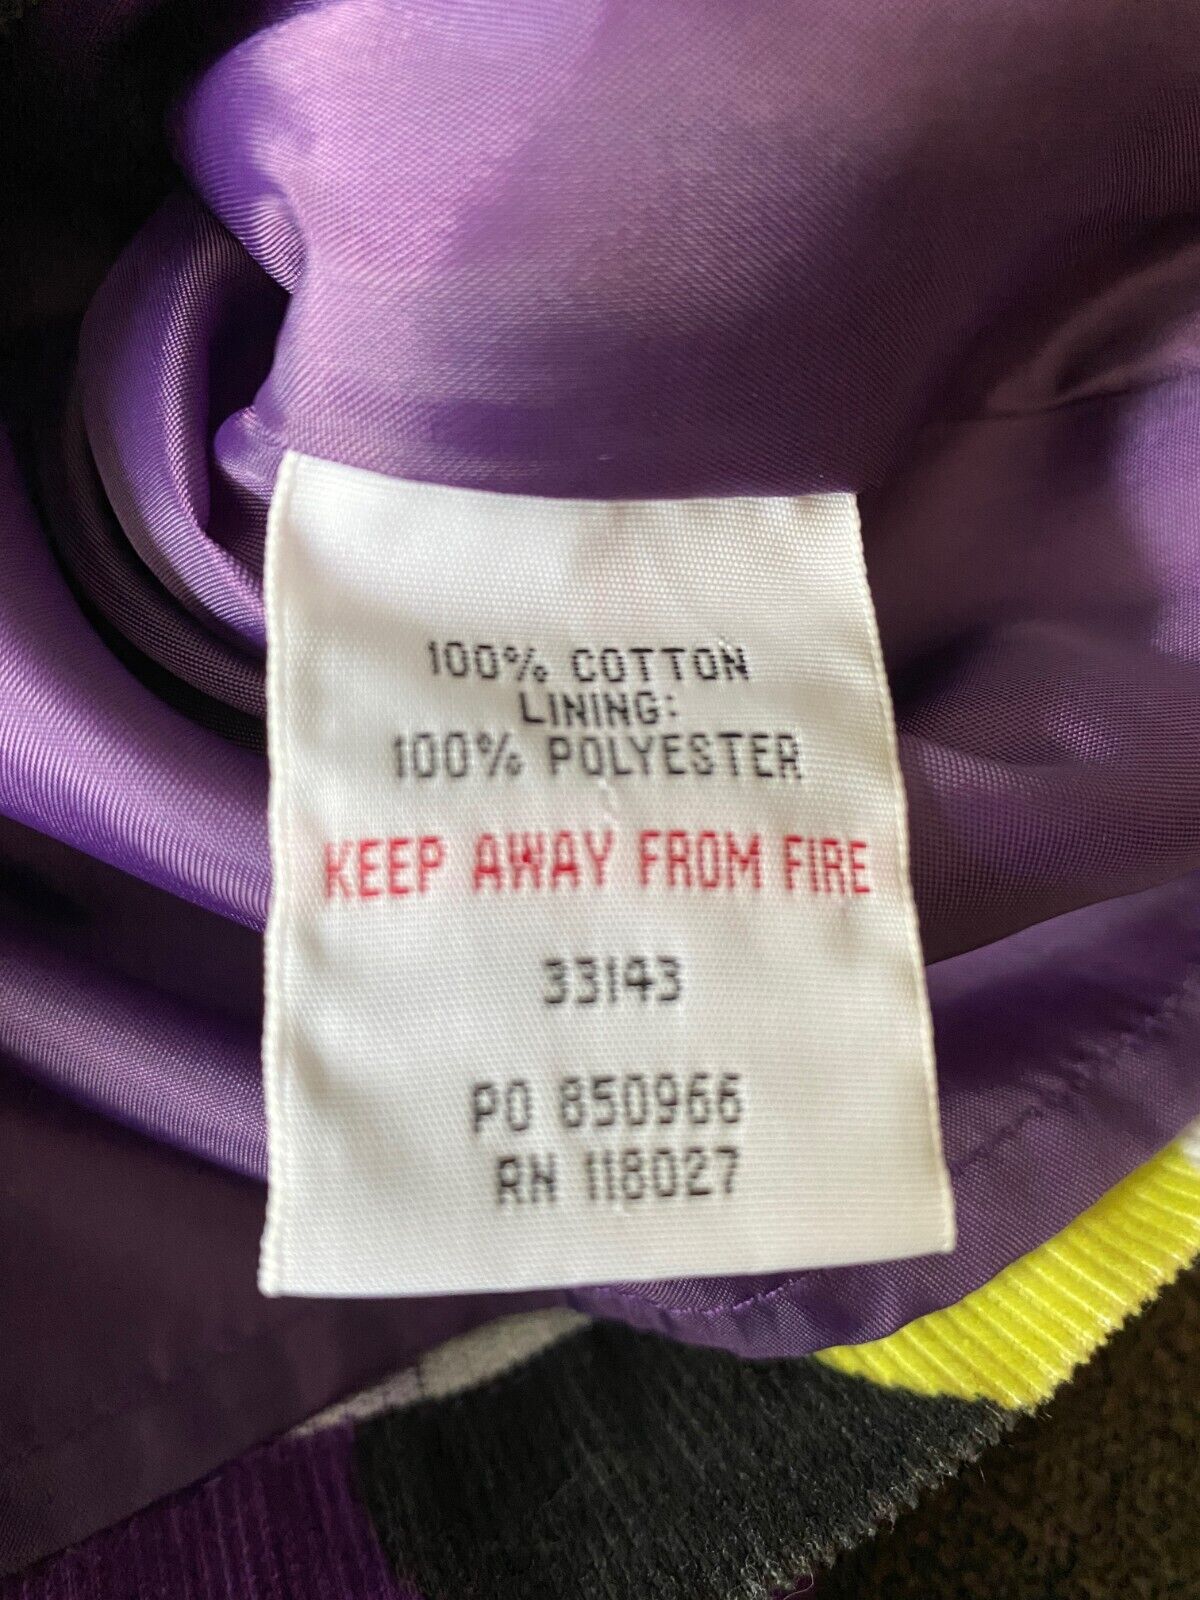 100% COTTON
LINING:
100% POLYESTER
KEEP AWAY FROM FIRE
33143
PO 850966
RN 118027